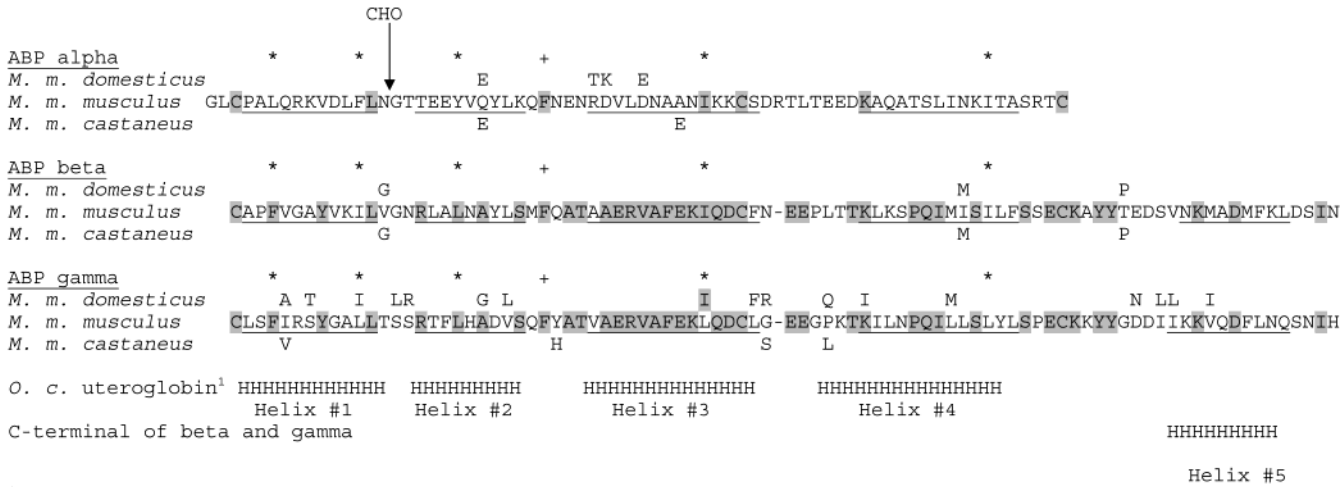 CHO
ABP alpha * * * + * *
M. m. domesticus E TK E
M. m. musculus GLCPALQRKVDLFLNGTTEEYVQYLKQFNENRDVLDNAANIKKCSDRTLTEEDKAQATSLINKITASRTC
M. m. castaneus E E
ABP beta * * * + * *
M. m. domesticus G M P
M. m. musculus CAPFVGAYVKILVGNRLALNAYLSMFQATAAERVAFEKIQDCFN-EEPLTTKLKSPQIMISILFSSECKAYYTEDSVNKMADMFKLDSIN
M. m. castaneus G M P
ABP gamma * * * + * *
M. m. domesticus A T I LR G L I FR Q I M N LL I
M. m. musculus CLSFIRSYGALLTSSRTFLHADVSQFYATVAERVAFEKLQDCLG-EEGPKTKILNPQILLSLYLSPECKKYYGDDIIKKVQDFLNQSNIH
M. m. castaneus V H S L
O. c. uteroglobin¹ HHHHHHHHHHHH HHHHHHHHH HHHHHHHHHHHHHH HHHHHHHHHHHHHHH
Helix #1 Helix #2 Helix #3 Helix #4
C-terminal of beta and gamma HHHHHHHHH
Helix #5